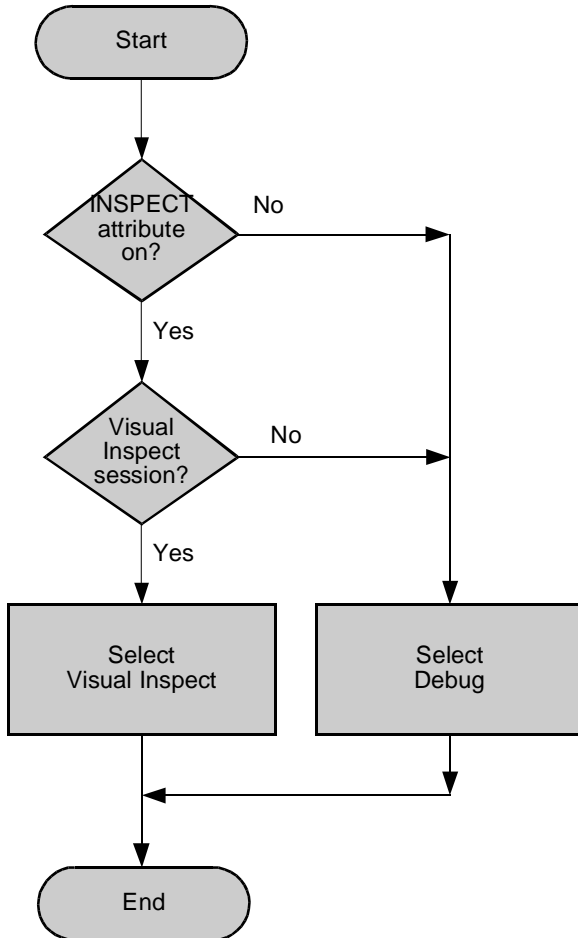 Start
INSPECT
attribute
on?
No
Yes
Visual
Inspect
session?
No
Yes
Select
Visual Inspect
Select
Debug
End